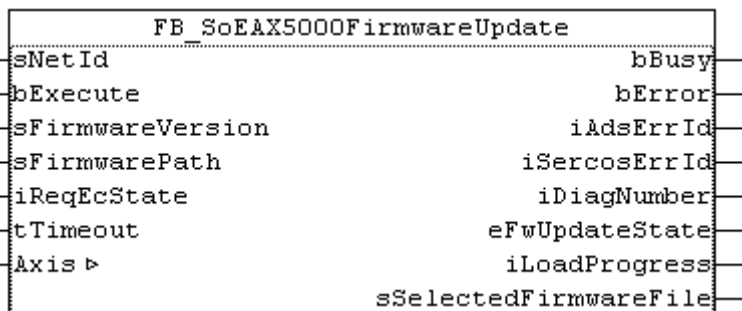 FB_SoEAX5000FirmwareUpdate
sNetId bBusy
bExecute bError
sFirmwareVersion iAdsErrId
sFirmwarePath iSercosErrId
iReqEcState iDiagNumber
tTimeout eFwUpdateState
Axis ▷ iLoadProgress
sSelectedFirmwareFile